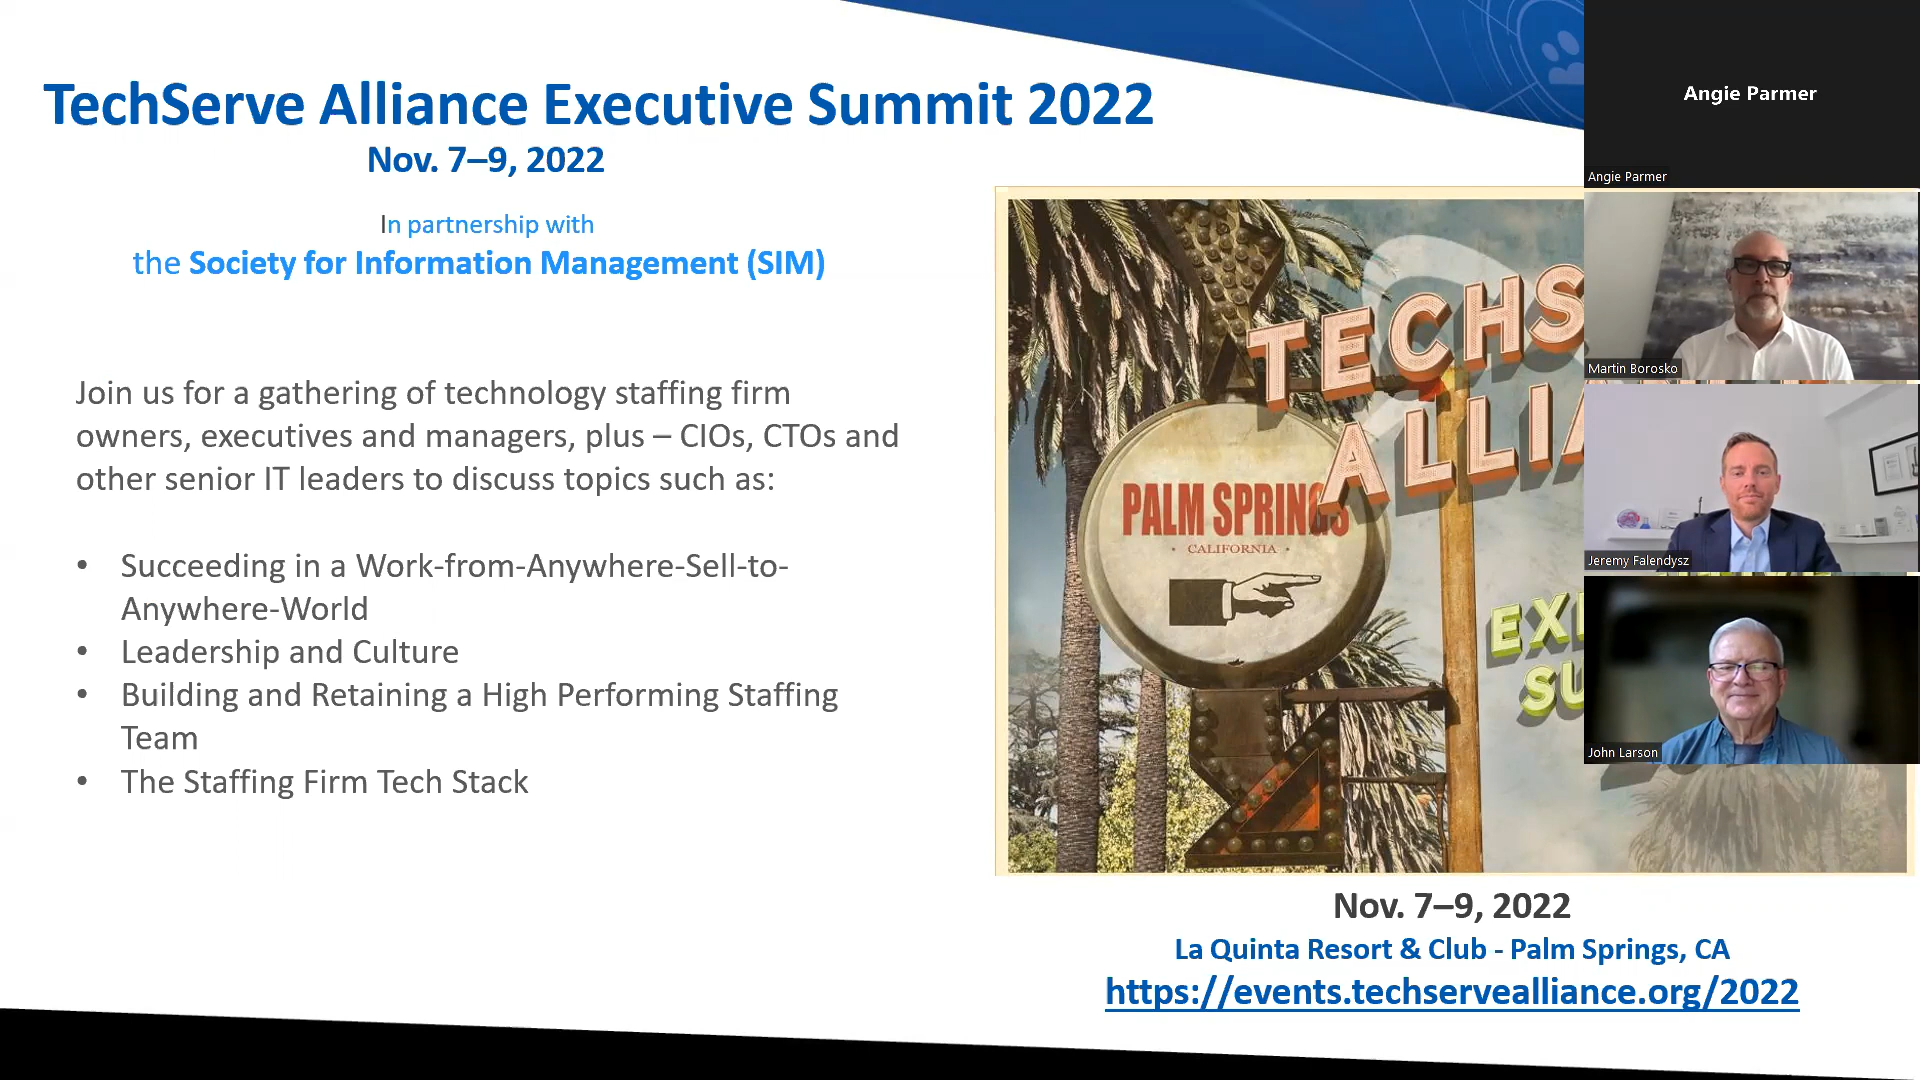 TechServe Alliance Executive Summit 2022
Nov. 7–9, 2022
In partnership with
the Society for Information Management (SIM)
Join us for a gathering of technology staffing firm
owners, executives and managers, plus – CIOs, CTOs and
other senior IT leaders to discuss topics such as:
• Succeeding in a Work-from-Anywhere-Sell-to-
Anywhere-World
• Leadership and Culture
• Building and Retaining a High Performing Staffing
Team
• The Staffing Firm Tech Stack
TECHS
ALLIA
PALM SPRINGS
• CALIFORNIA •
EXE
SU
Nov. 7–9, 2022
La Quinta Resort & Club - Palm Springs, CA
https://events.techservealliance.org/2022
Angie Parmer
Angie Parmer
Martin Borosko
Jeremy Falendysz
John Larson